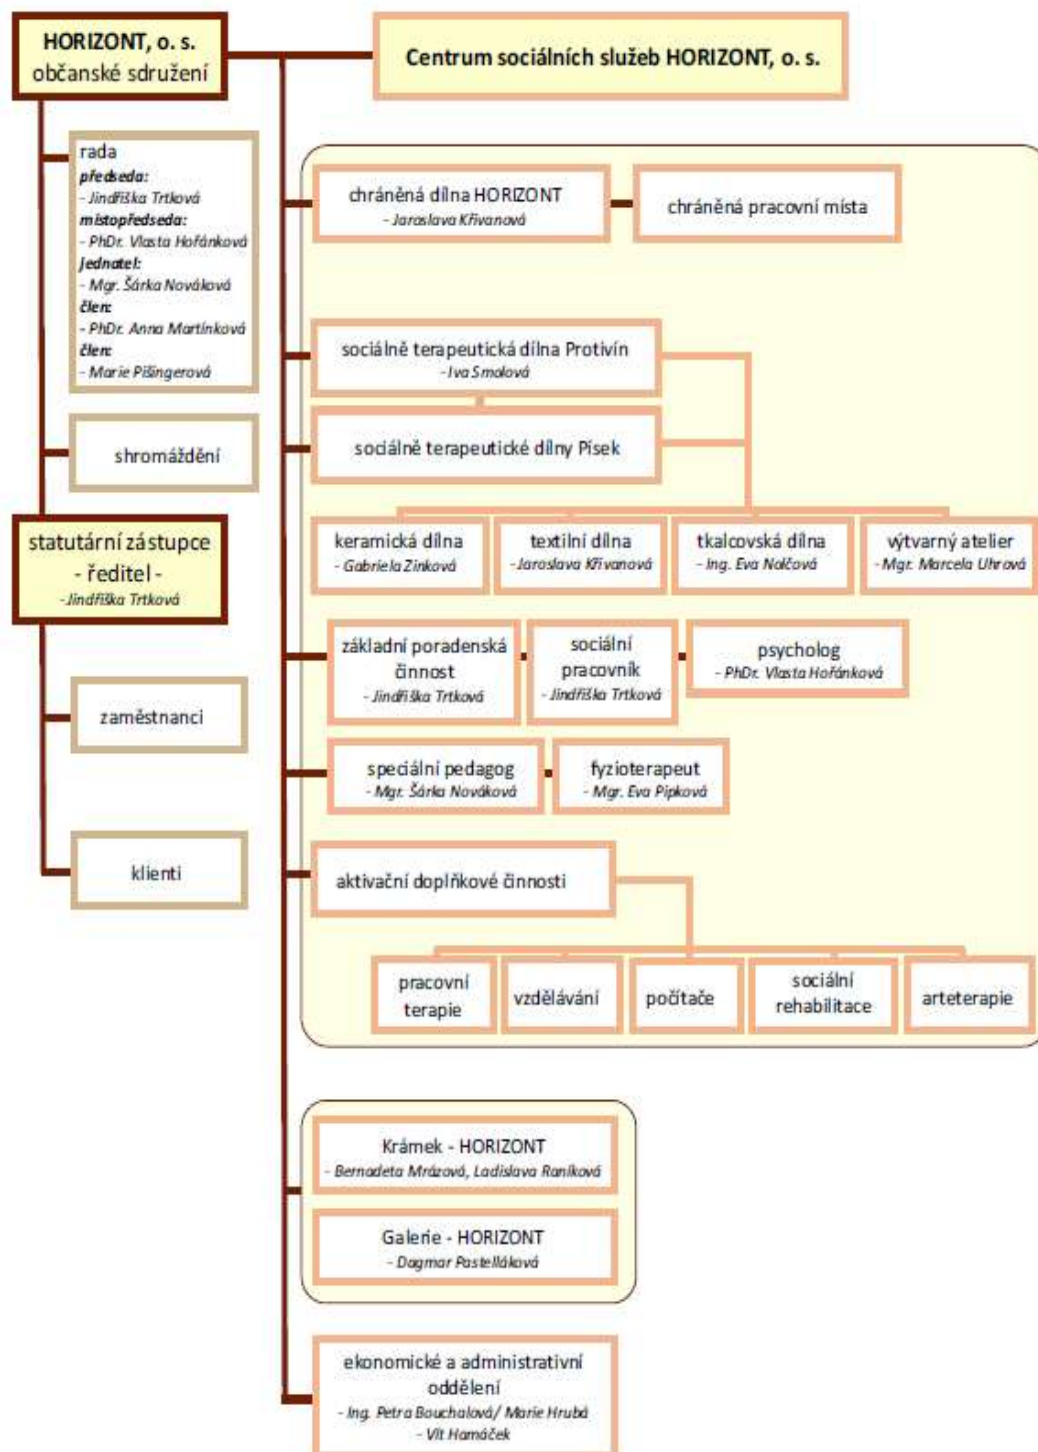 HORIZONT, o. s.
občanské sdružení
Centrum sociálních služeb HORIZONT, o. s.
rada
předseda:
- Jindřiška Trtková
místopředseda:
- PhDr. Vlasta Hořánková
jednatel:
- Mgr. Šárka Nováková
člen:
- PhDr. Anna Martínková
člen:
- Marie Pišingerová
shromáždění
statutární zástupce
- ředitel -
- Jindřiška Trtková
zaměstnanci
klienti
chráněná dílna HORIZONT
- Jaroslava Křivanová
chráněná pracovní místa
sociálně terapeutická dílna Protivín
- Iva Smolová
sociálně terapeutické dílny Písek
keramická dílna
- Gabriela Zinková
textilní dílna
- Jaroslava Křivanová
tkalcovská dílna
- Ing. Eva Nolčová
výtvarný atelier
- Mgr. Marcela Uhrová
základní poradenská
činnost
- Jindřiška Trtková
sociální
pracovník
- Jindřiška Trtková
psycholog
- PhDr. Vlasta Hořánková
speciální pedagog
- Mgr. Šárka Nováková
fyzioterapeut
- Mgr. Eva Pipková
aktivační doplňkové činnosti
pracovní
terapie
vzdělávání
počítače
sociální
rehabilitace
arteterapie
Krámek - HORIZONT
- Bernadeta Mrázová, Ladislava Raníková
Galerie - HORIZONT
- Dagmar Pastelláková
ekonomické a administrativní
oddělení
- Ing. Petra Bouchalová/ Marie Hrubá
- Vít Hamáček